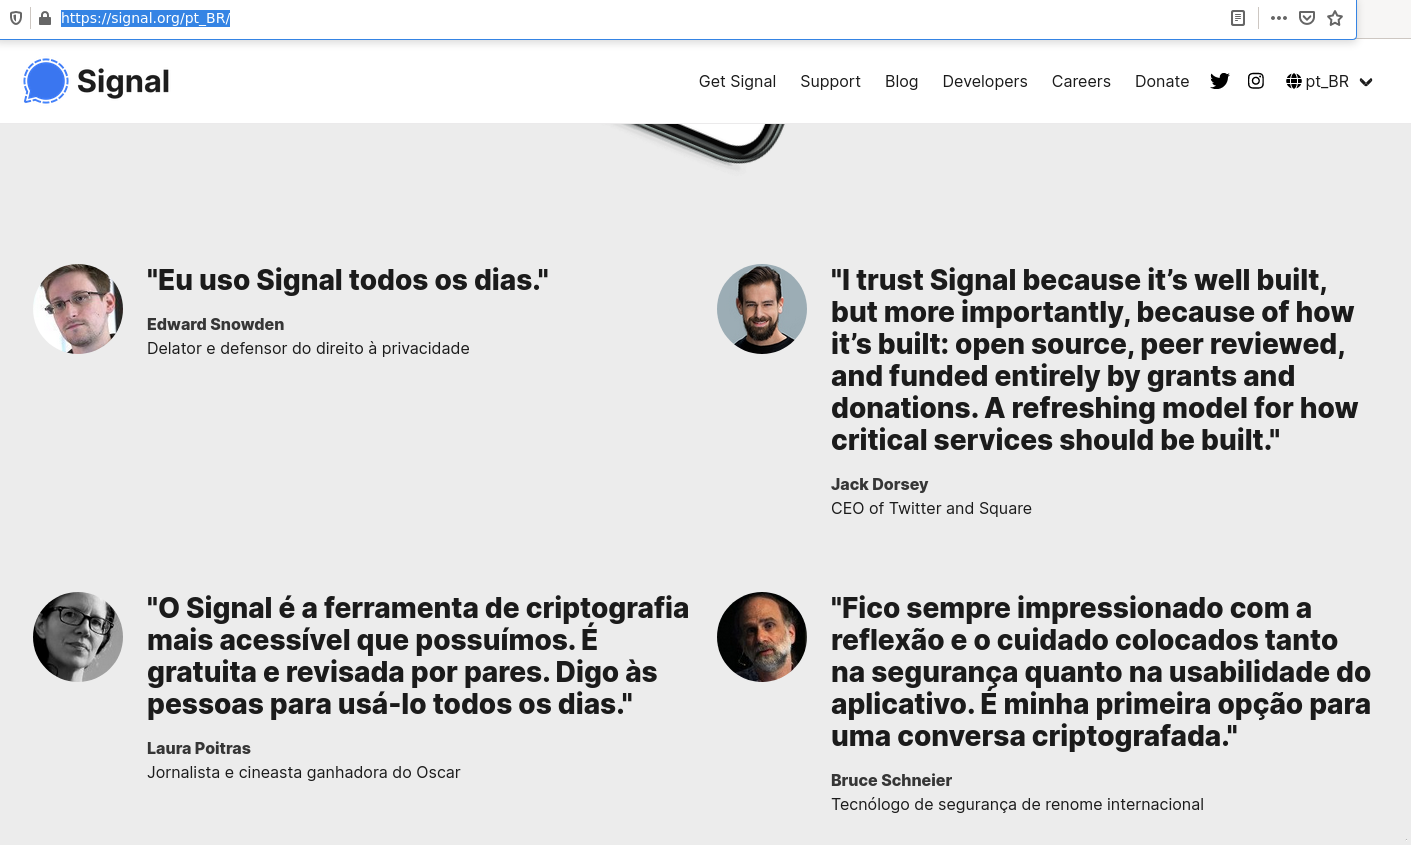 https://signal.org/pt_BR/
Signal
Get Signal Support Blog Developers Careers Donate pt_BR
"Eu uso Signal todos os dias."
Edward Snowden
Delator e defensor do direito à privacidade
"I trust Signal because it’s well built,
but more importantly, because of how
it’s built: open source, peer reviewed,
and funded entirely by grants and
donations. A refreshing model for how
critical services should be built."
Jack Dorsey
CEO of Twitter and Square
"O Signal é a ferramenta de criptografia
mais acessível que possuímos. É
gratuita e revisada por pares. Digo às
pessoas para usá-lo todos os dias."
Laura Poitras
Jornalista e cineasta ganhadora do Oscar
"Fico sempre impressionado com a
reflexão e o cuidado colocados tanto
na segurança quanto na usabilidade do
aplicativo. É minha primeira opção para
uma conversa criptografada."
Bruce Schneier
Tecnólogo de segurança de renome internacional